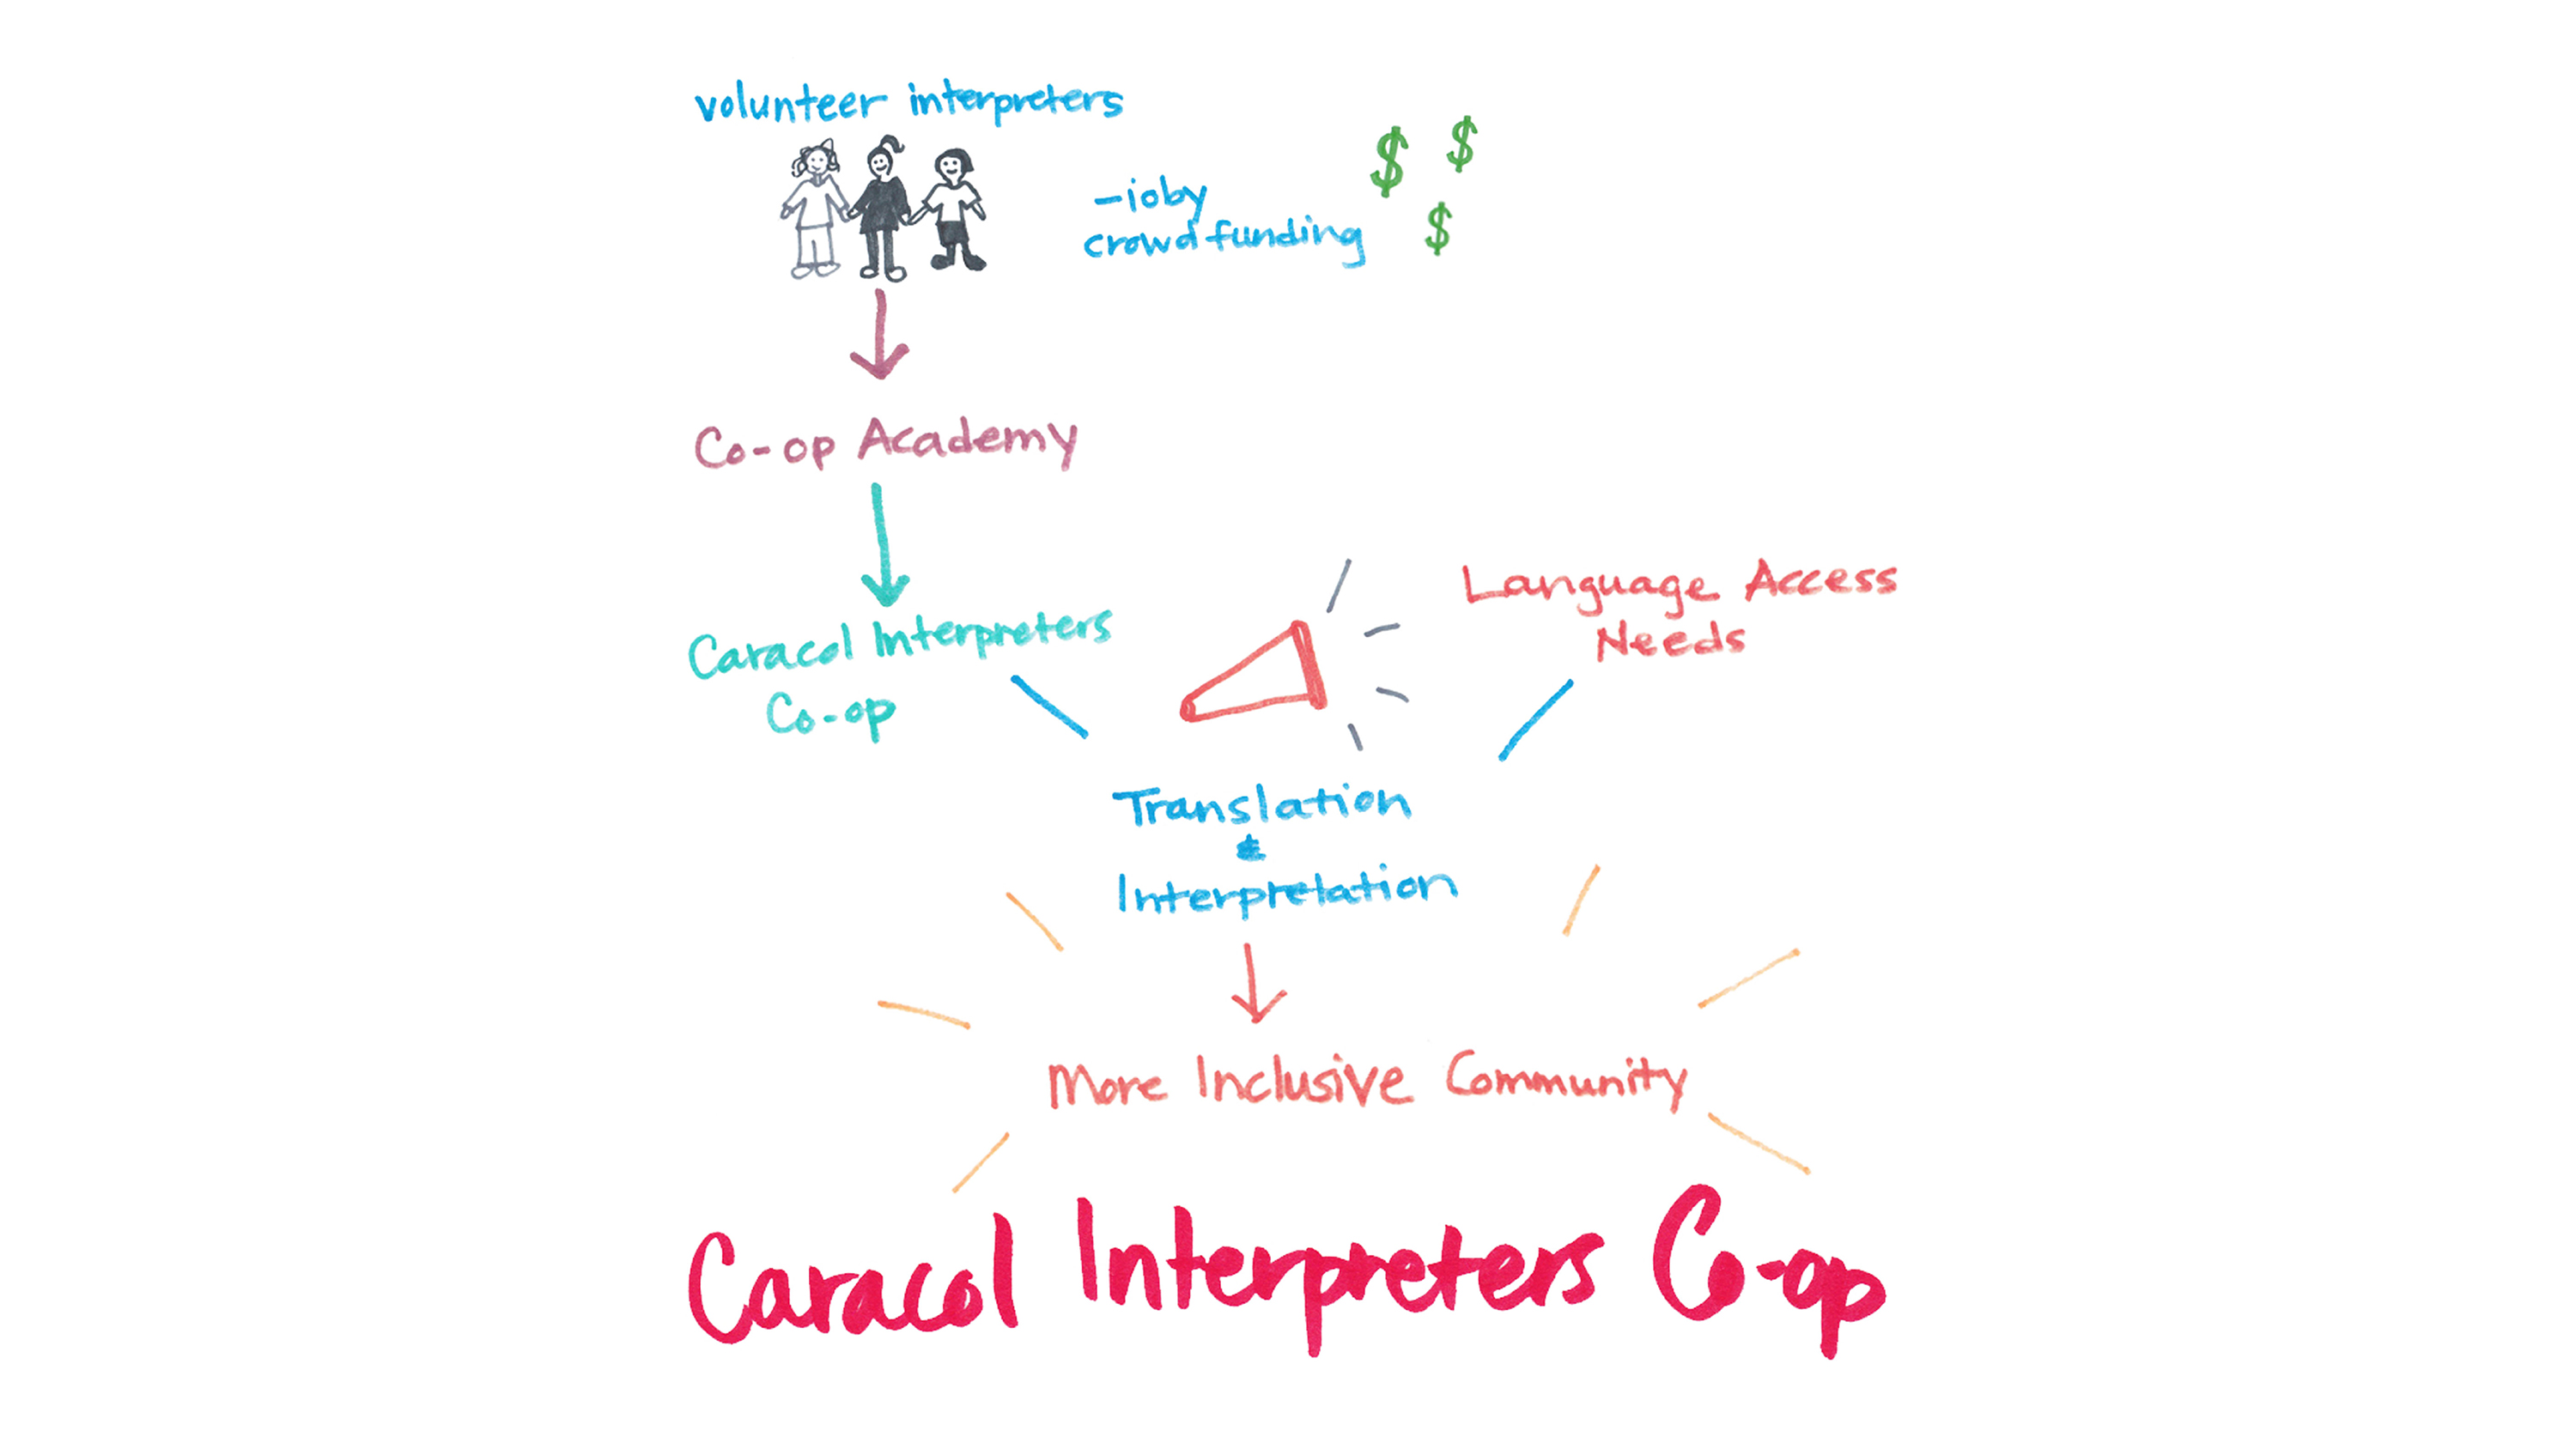 volunteer interpreters
$ $
-ioby
crowdfunding
$
Co-op Academy
Caracol Interpreters
Co-op
Language Access
Needs
Translation
&
Interpretation
More Inclusive Community
Caracol Interpreters Co-op